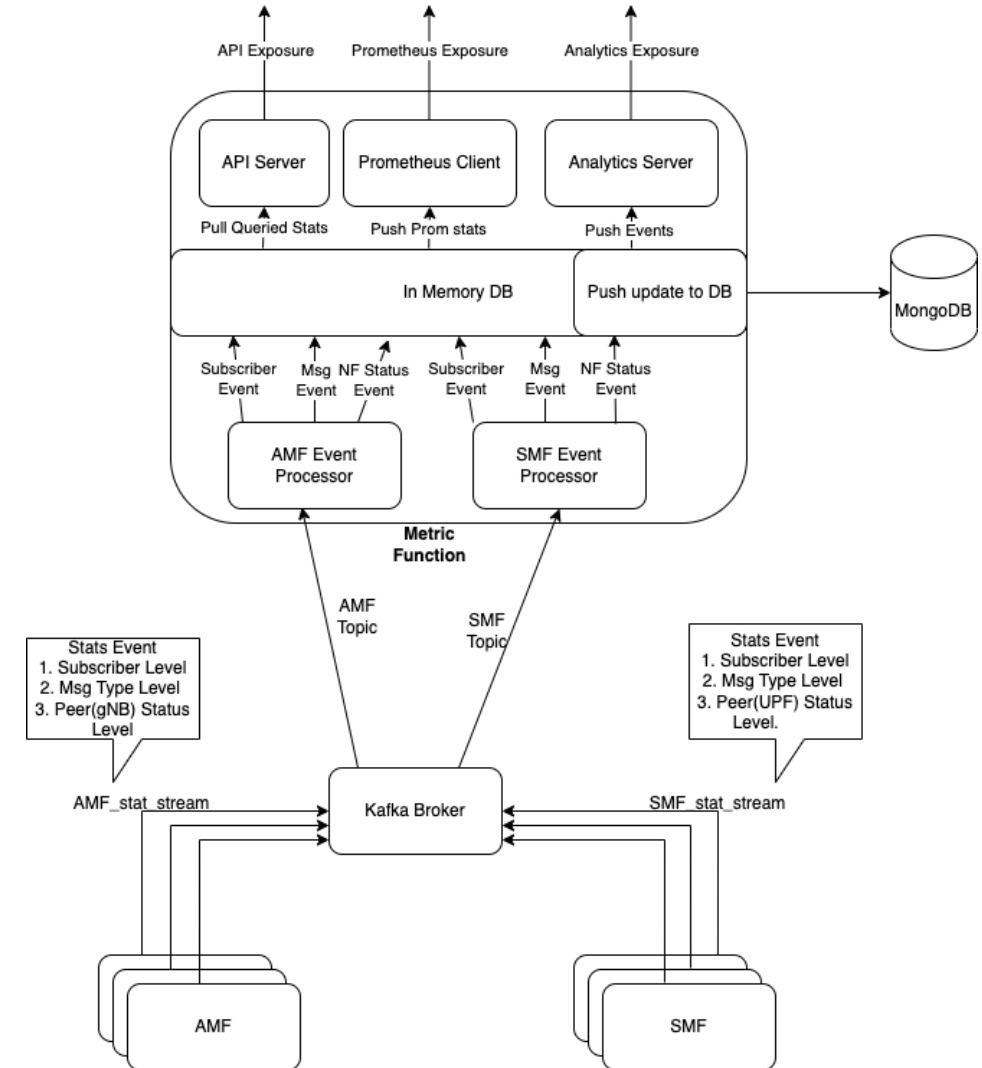 API Exposure
Prometheus Exposure
Analytics Exposure
API Server
Prometheus Client
Analytics Server
Pull Queried Stats
Push Prom stats
Push Events
In Memory DB
Push update to DB
MongoDB
Subscriber
Event
Msg
Event
NF Status
Event
Subscriber
Event
Msg
Event
NF Status
Event
AMF Event
Processor
SMF Event
Processor
Metric
Function
AMF
Topic
SMF
Topic
Stats Event
1. Subscriber Level
2. Msg Type Level
3. Peer(gNB) Status
Level
Stats Event
1. Subscriber Level
2. Msg Type Level
3. Peer(UPF) Status
Level.
AMF_stat_stream
Kafka Broker
SMF_stat_stream
AMF
SMF